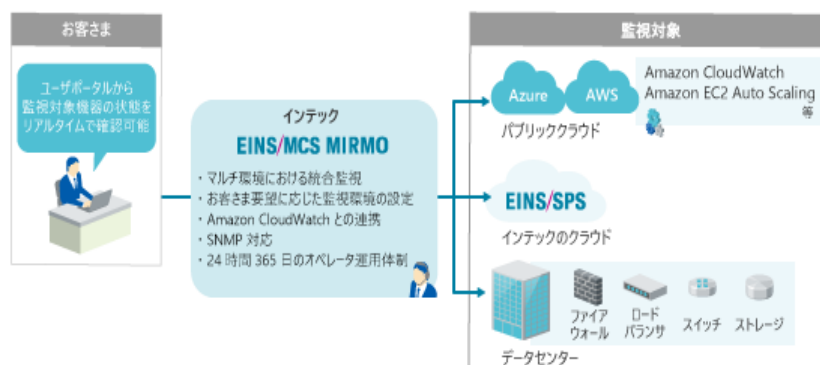 お客さま
ユーザポータルから
監視対象機器の状態を
リアルタイムで確認可能
インテック
EINS/MCS MIRMO
・マルチ環境における統合監視
・お客さま要望に応じた監視環境の設定
・Amazon CloudWatch との連携
・SNMP 対応
・24 時間 365 日のオペレータ運用体制
監視対象
Azure
AWS
Amazon CloudWatch
Amazon EC2 Auto Scaling
等
パブリッククラウド
EINS/SPS
インテックのクラウド
ファイア
ウォール
ロード
バランサ
スイッチ
ストレージ
データセンター